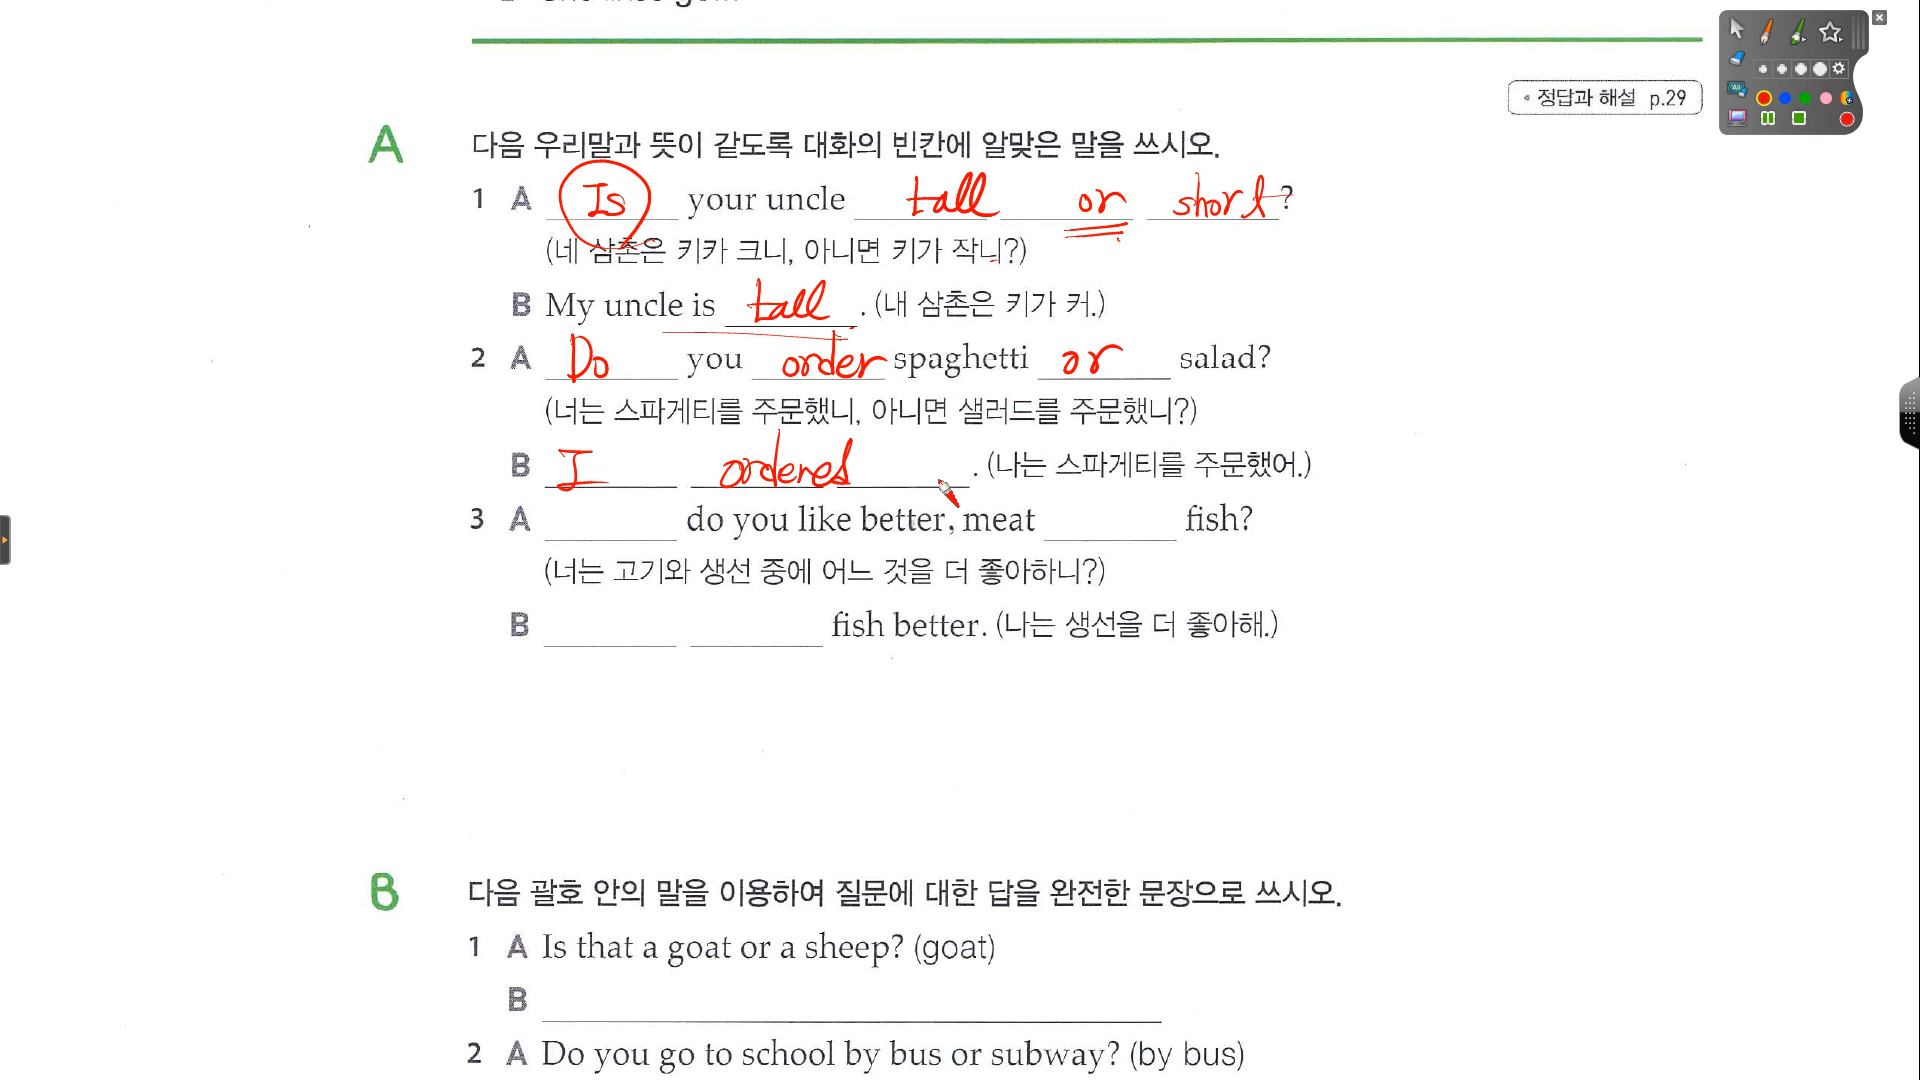 정답과 해설 p.29
A 다음 우리말과 뜻이 같도록 대화의 빈칸에 알맞은 말을 쓰시오.
1 A Is your uncle tall or short?
(네 삼촌은 키카 크니, 아니면 키가 작니?)
B My uncle is tall. (내 삼촌은 키가 커.)
2 A Do you order spaghetti or salad?
(너는 스파게티를 주문했니, 아니면 샐러드를 주문했니?)
B I ordered . (나는 스파게티를 주문했어.)
3 A do you like better, meat fish?
(너는 고기와 생선 중에 어느 것을 더 좋아하니?)
B fish better. (나는 생선을 더 좋아해.)
B 다음 괄호 안의 말을 이용하여 질문에 대한 답을 완전한 문장으로 쓰시오.
1 A Is that a goat or a sheep? (goat)
B
2 A Do you go to school by bus or subway? (by bus)